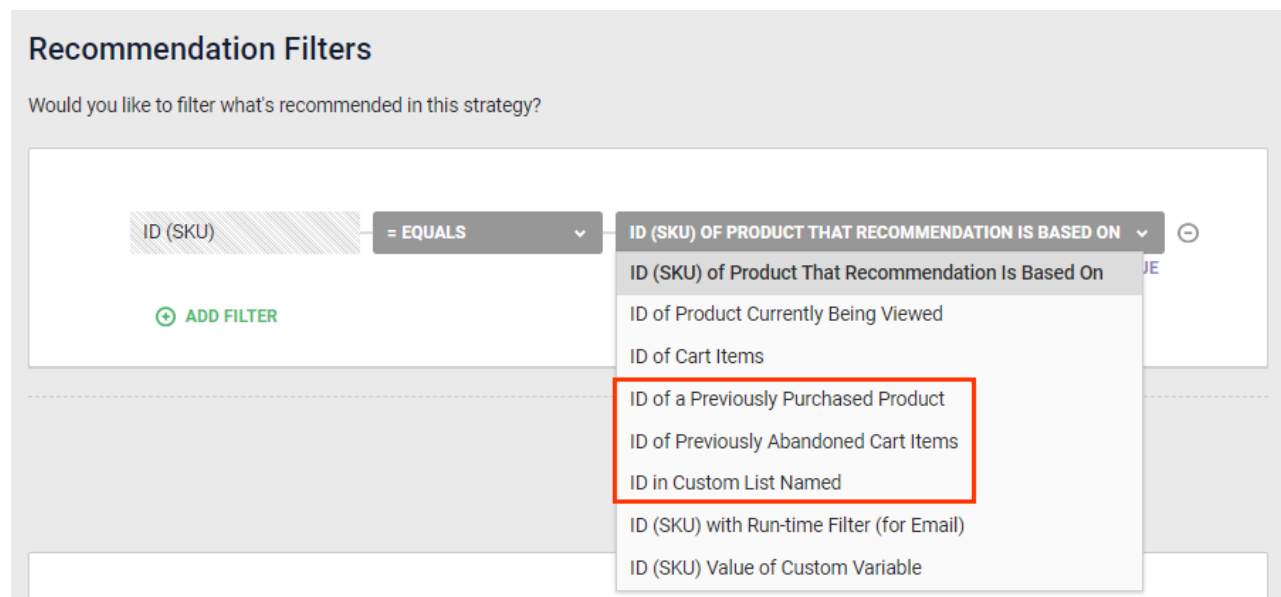 Recommendation Filters
Would you like to filter what's recommended in this strategy?
ID (SKU)
= EQUALS
ID (SKU) OF PRODUCT THAT RECOMMENDATION IS BASED ON
ID (SKU) of Product That Recommendation Is Based On
ID of Product Currently Being Viewed
ADD FILTER
ID of Cart Items
ID of a Previously Purchased Product
ID of Previously Abandoned Cart Items
ID in Custom List Named
ID (SKU) with Run-time Filter (for Email)
ID (SKU) Value of Custom Variable